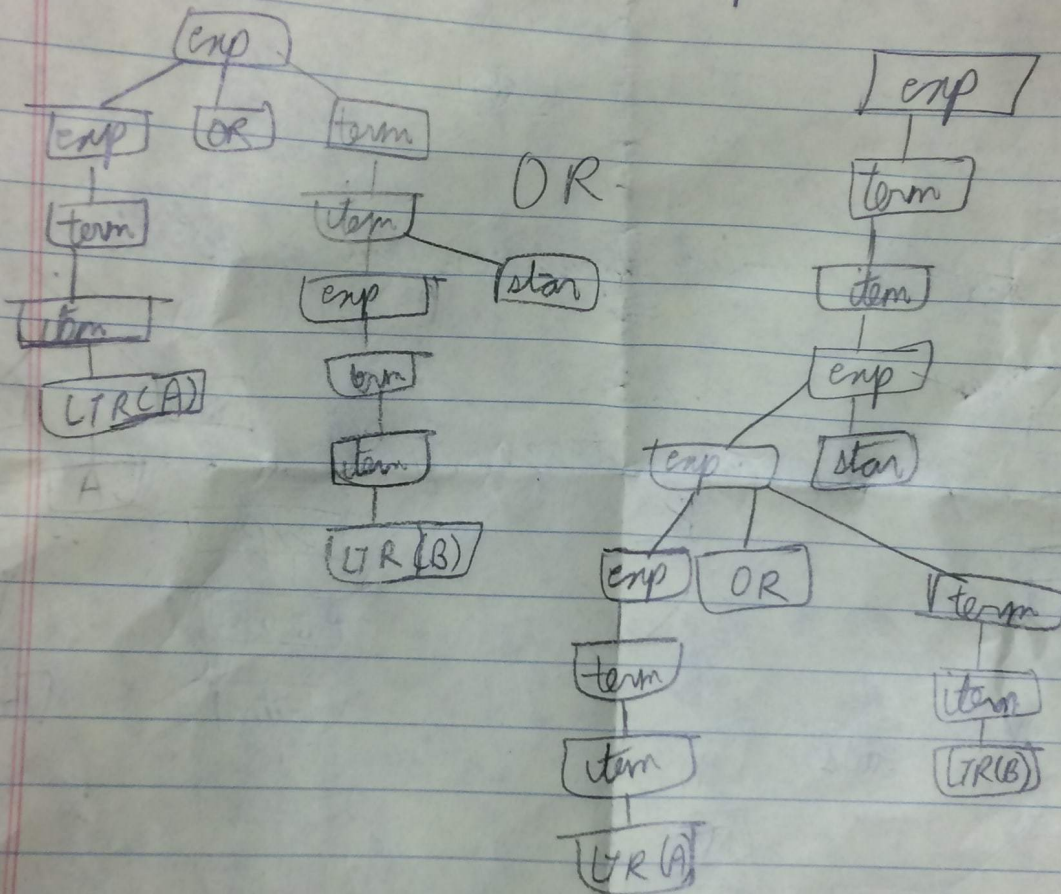 exp
exp OR term
term item
item exp star
LTR(A) term
A item
LTR(B)
OR
exp
term
item
exp
exp star
exp OR term
term item
item LTR(B)
LTR(A)